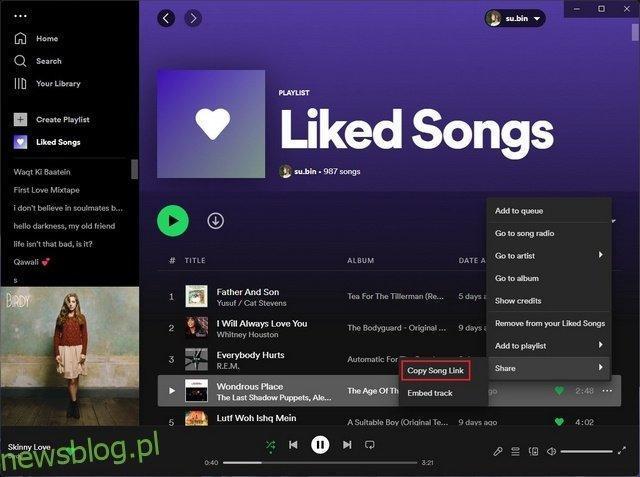 su.bin
Home
Search
Your Library
Create Playlist
Liked Songs
Waqt Ki Baatein
First Love Mixtape
i don't believe in soulmates b...
hello darkness, my old friend
life isn't that bad, is it?
Qawali 💕
s
BIRDY
PLAYLIST
Liked Songs
su.bin • 987 songs
# TITLE ALBUM DATE A
1 Father And Son Tea For The Tillerman (Re... 5 days a
Yusuf / Cat Stevens
2 I Will Always Love You The Bodyguard - Original ... 5 days a
Whitney Houston
3 Everybody Hurts Automatic For
R.E.M.
Wondrous Place The Age Of Th ago 2:48 ...
The Last Shadow Puppets, Ale...
5 Lutf Woh Ishq Mein A Suitable Boy (Original T... 9 days ago 4:02
Add to queue
Go to song radio
Go to artist
Go to album
Show credits
Remove from your Liked Songs
Add to playlist
Share
Copy Song Link
Embed track
Skinny Love
0:40
3:21
newsblog.pl